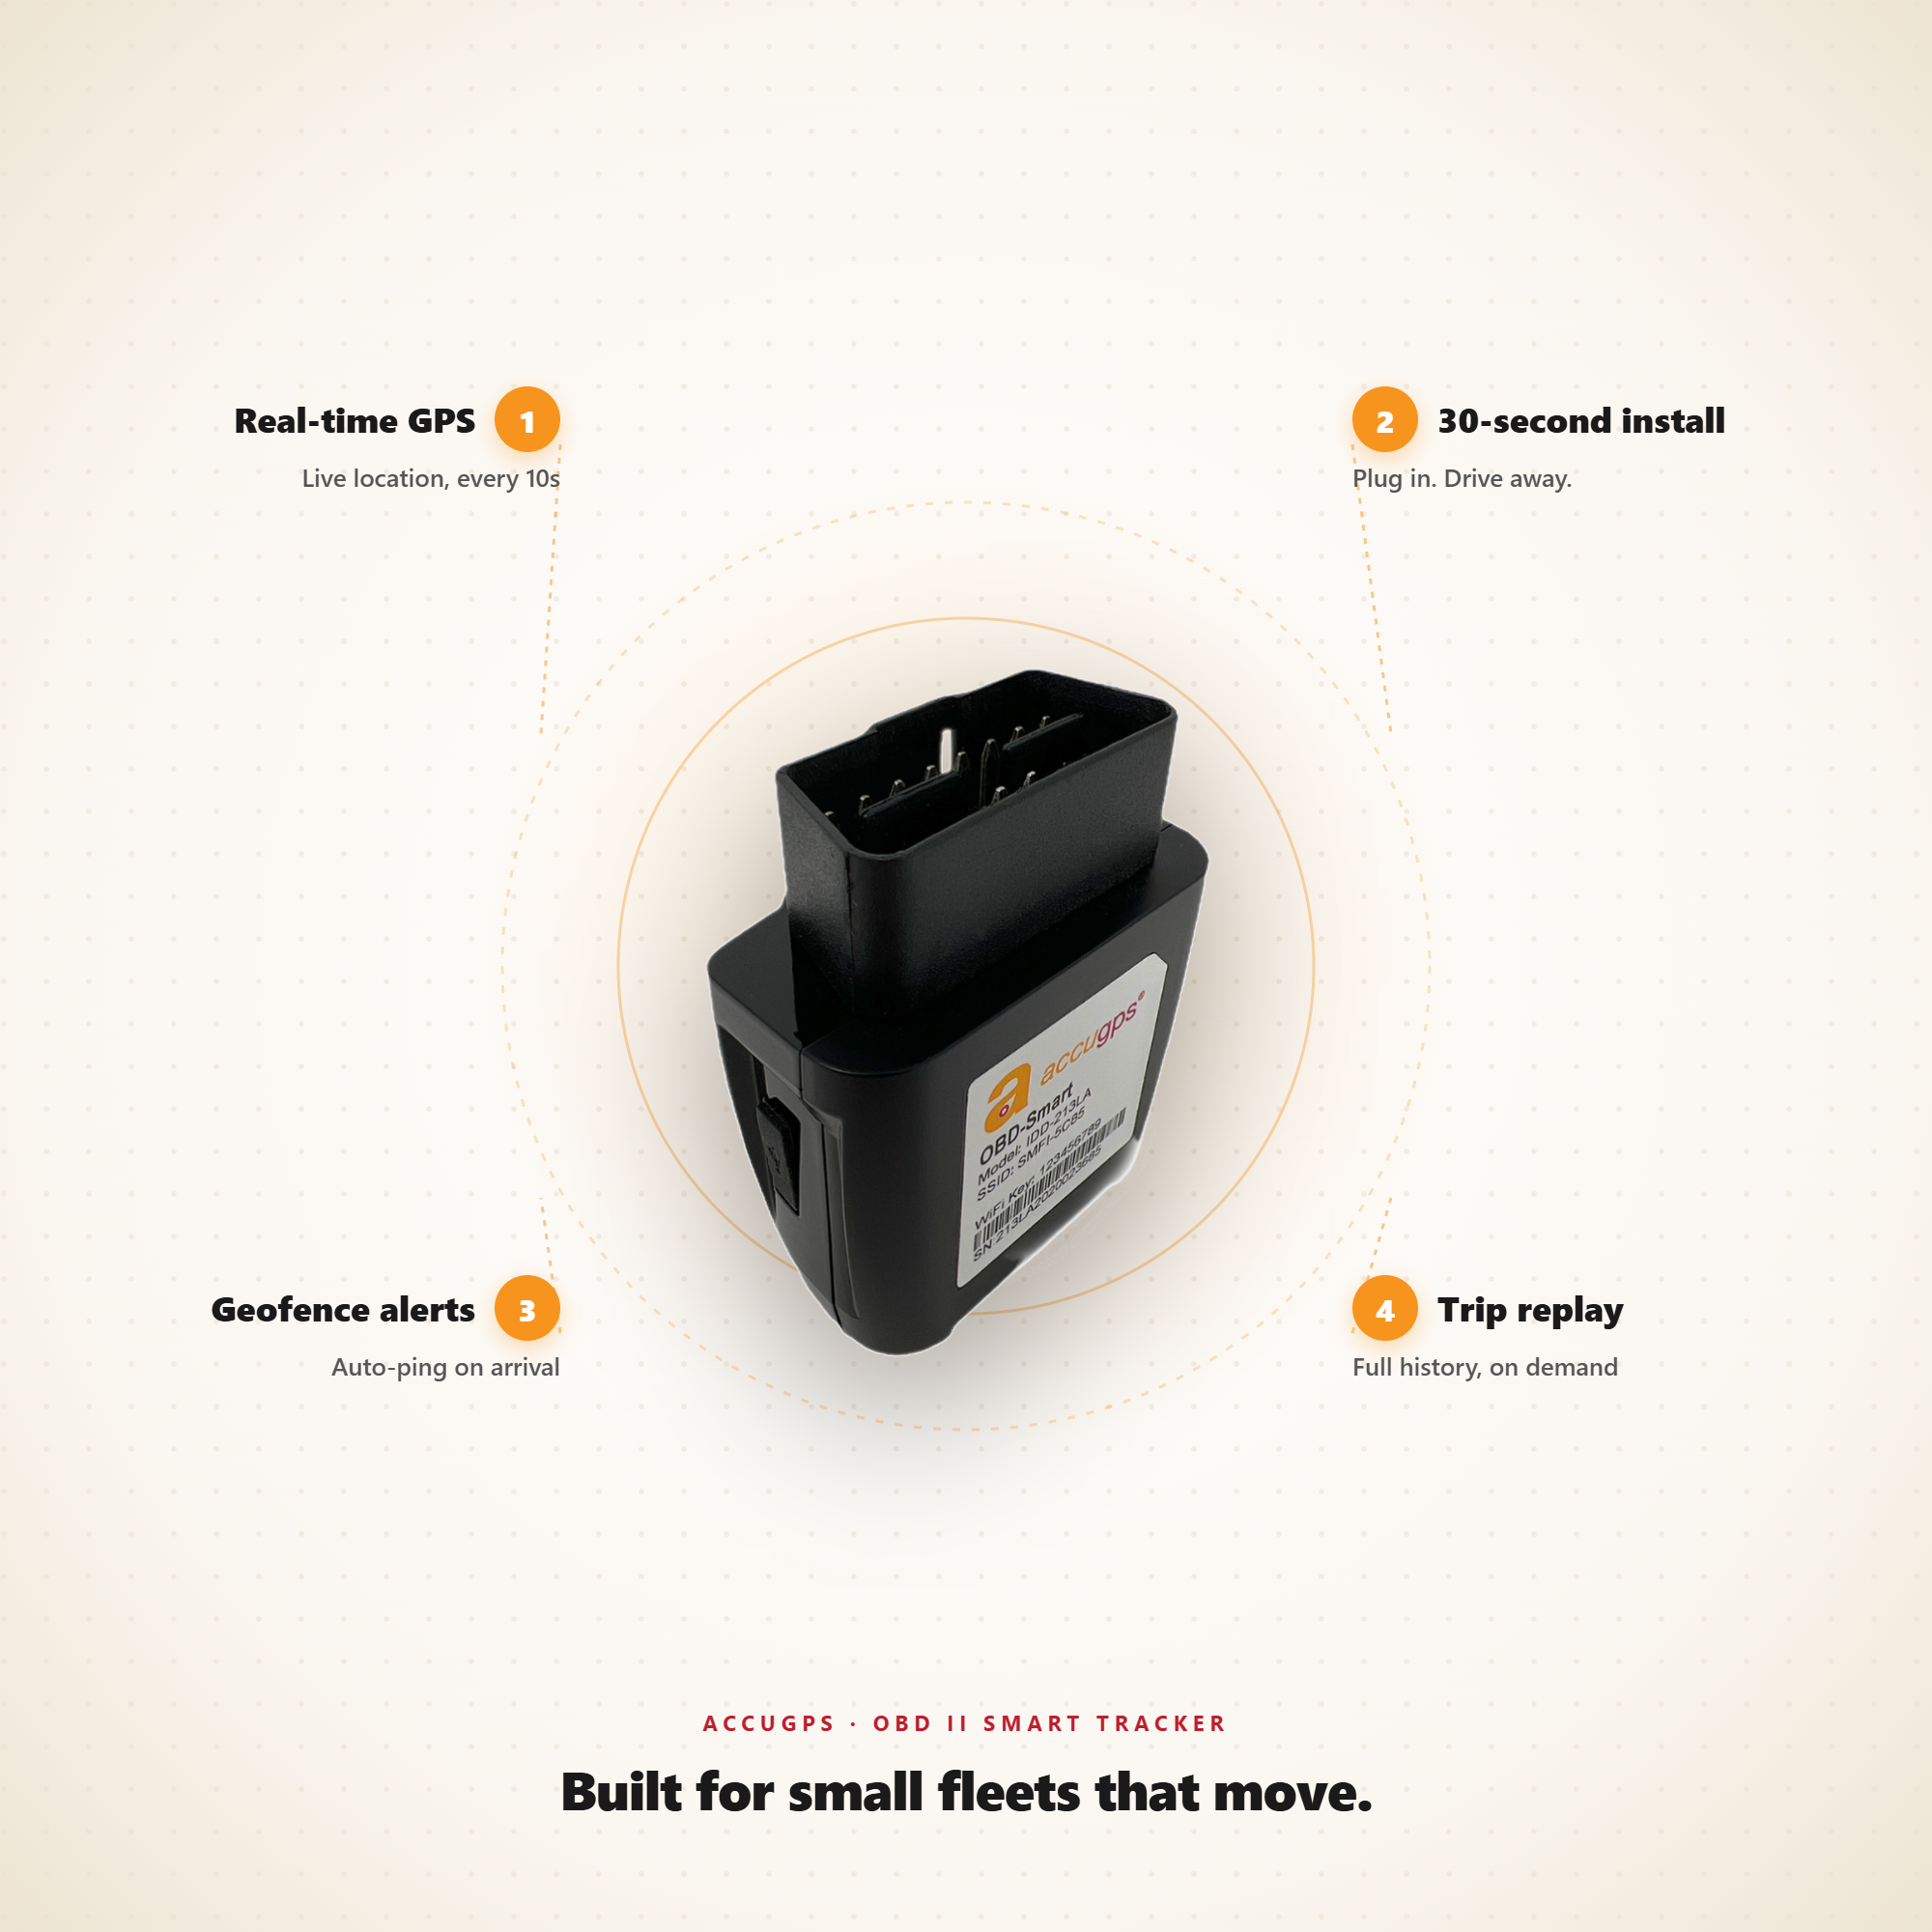 Real-time GPS 1
Live location, every 10s
2 30-second install
Plug in. Drive away.
accugps®
OBD-Smart
Model: IDD-213LA
SSID: SMFI-5C85
WiFi Key: 123456789
SN 213LA2020023685
Geofence alerts 3
Auto-ping on arrival
4 Trip replay
Full history, on demand
ACCUGPS · OBD II SMART TRACKER
Built for small fleets that move.